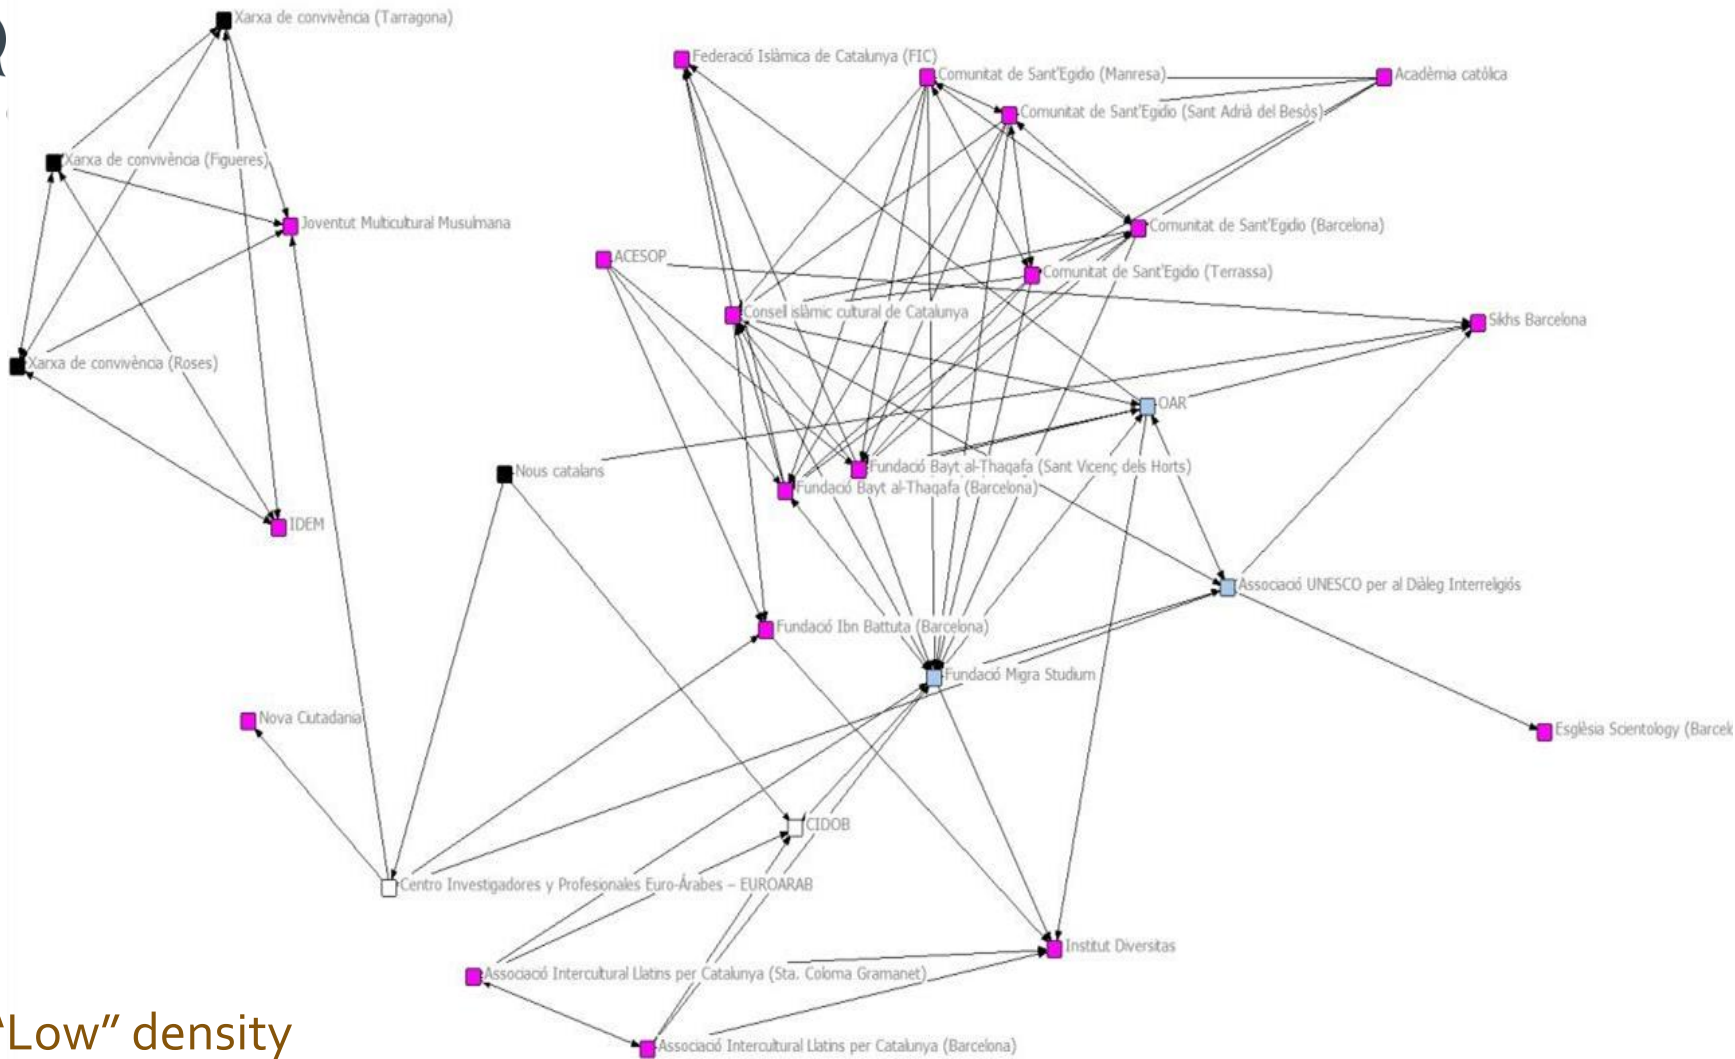 Xarxa de convivència (Tarragona)
Federació Islàmica de Catalunya (FIC)
Comunitat de Sant'Egidio (Manresa)
Acadèmia catòlica
Comunitat de Sant'Egidio (Sant Adrià del Besòs)
Xarxa de convivència (Figueres)
Joventut Multicultural Musulmana
Comunitat de Sant'Egidio (Barcelona)
ACESOP
Comunitat de Sant'Egidio (Terrassa)
Consell islàmic cultural de Catalunya
Sikhs Barcelona
Xarxa de convivència (Roses)
OAR
Nous catalans
Fundació Bayt al-Thaqafa (Sant Vicenç dels Horts)
Fundació Bayt al-Thaqafa (Barcelona)
IDEM
Associació UNESCO per al Diàleg Interreligiós
Fundació Ibn Battuta (Barcelona)
Fundació Migra Studium
Nova Ciutadania
Església Scientology (Barcel
CIDOB
Centro Investigadores y Profesionales Euro-Árabes – EUROARAB
Institut Diversitas
Associació Intercultural Llatins per Catalunya (Sta. Coloma Gramanet)
"Low" density
Associació Intercultural Llatins per Catalunya (Barcelona)